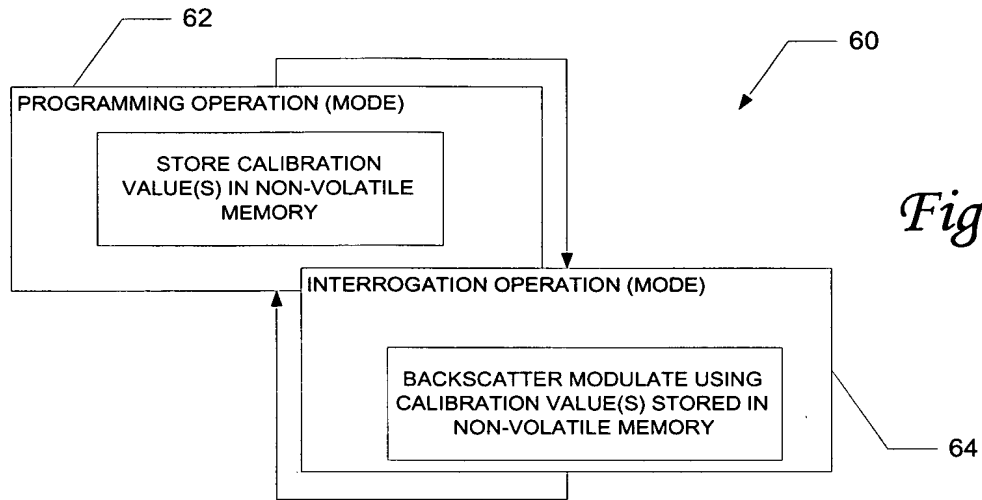 62
60
PROGRAMMING OPERATION (MODE)
STORE CALIBRATION
VALUE(S) IN NON-VOLATILE
MEMORY
Fig
INTERROGATION OPERATION (MODE)
BACKSCATTER MODULATE USING
CALIBRATION VALUE(S) STORED IN
NON-VOLATILE MEMORY
64